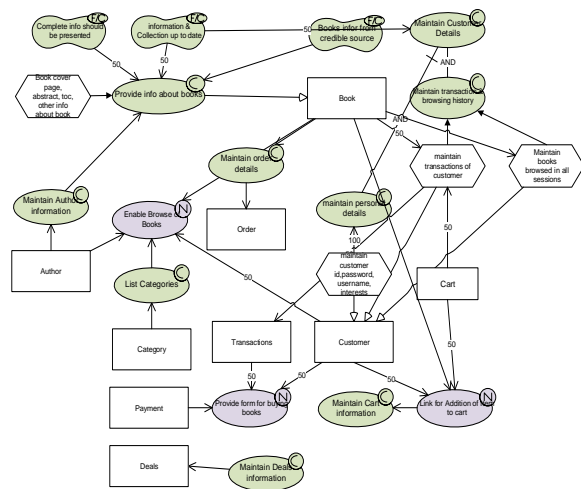 Complete info should
be presented
F/C
information &
Collection up to date
F/C
Books infor from
credible source
F/C
Maintain Customer
Details
C
50
50
50
AND
Book cover
page,
abstract, toc,
other info
about book
Provide info about books
C
Book
Maintain transaction &
browsing history
C
AND
50
Maintain order
details
C
maintain
transactions of
customer
Maintain
books
browsed in all
sessions
Maintain Author
information
C
Enable Browse of
Books
N
Order
maintain personal
details
C
100
50
Author
List Categories
C
50
maintain
customer
id,password,
username,
interests
Cart
Category
Transactions
Customer
50
50
50
50
Payment
Provide form for buying
books
N
Maintain Cart
information
C
Link for Addition of item
to cart
N
Deals
Maintain Deals
information
C